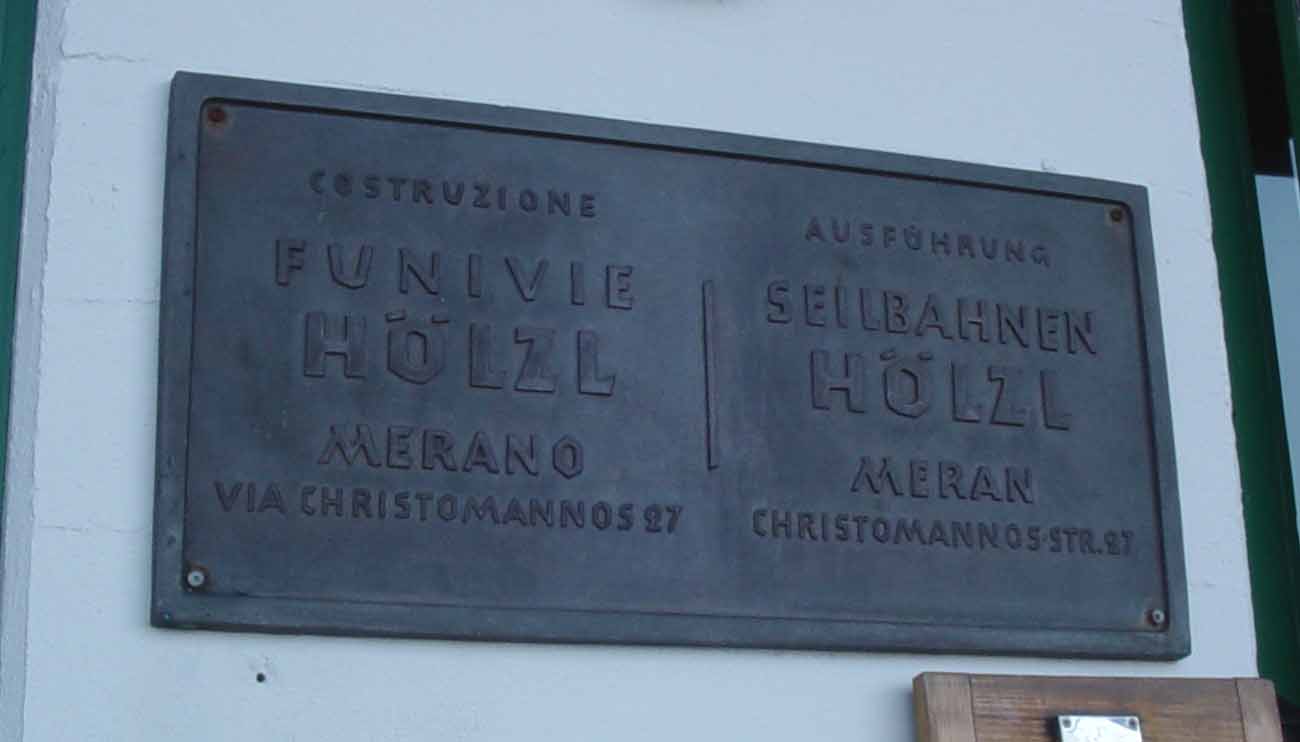 COSTRUZIONE
FUNIVIE
HÖLZL
MERANO
VIA CHRISTOMANNOS 27
AUSFÜHRUNG
SEILBAHNEN
HÖLZL
MERAN
CHRISTOMANNOS-STR. 27